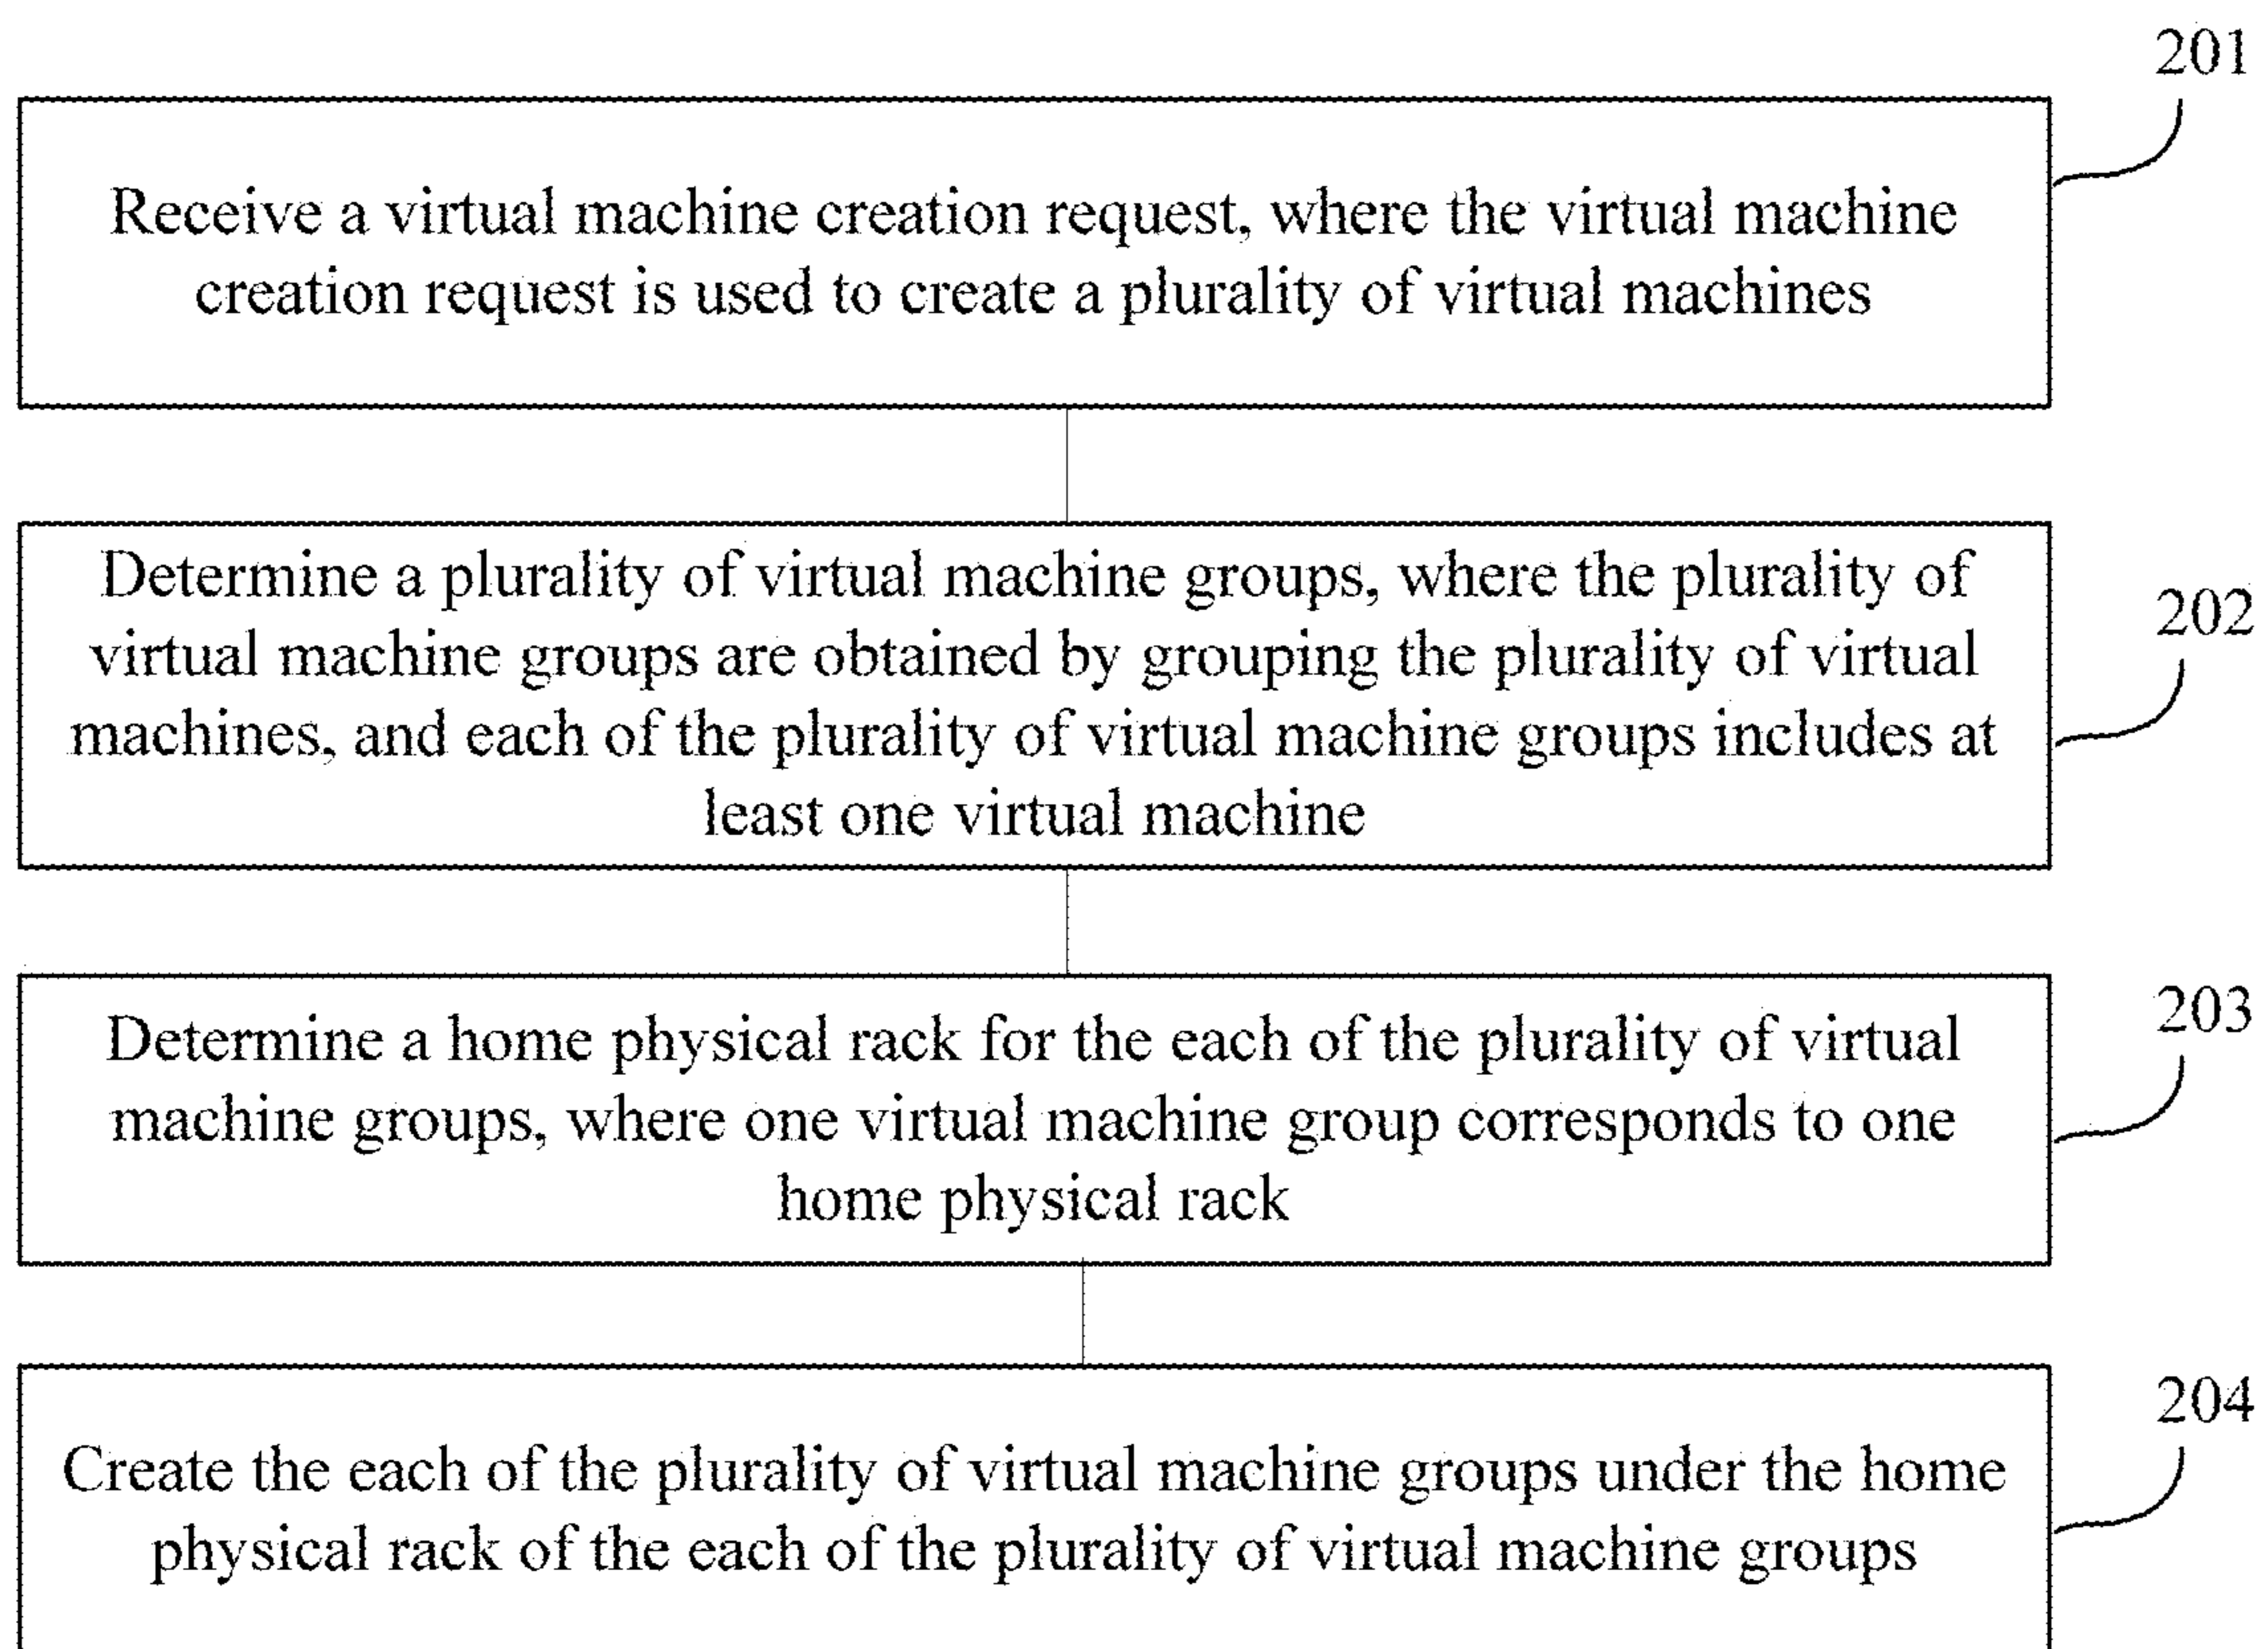 201
Receive a virtual machine creation request, where the virtual machine
creation request is used to create a plurality of virtual machines
Determine a plurality of virtual machine groups, where the plurality of
virtual machine groups are obtained by grouping the plurality of virtual
machines, and each of the plurality of virtual machine groups includes at
least one virtual machine
202
Determine a home physical rack for the each of the plurality of virtual
machine groups, where one virtual machine group corresponds to one
home physical rack
203
Create the each of the plurality of virtual machine groups under the home
physical rack of the each of the plurality of virtual machine groups
204